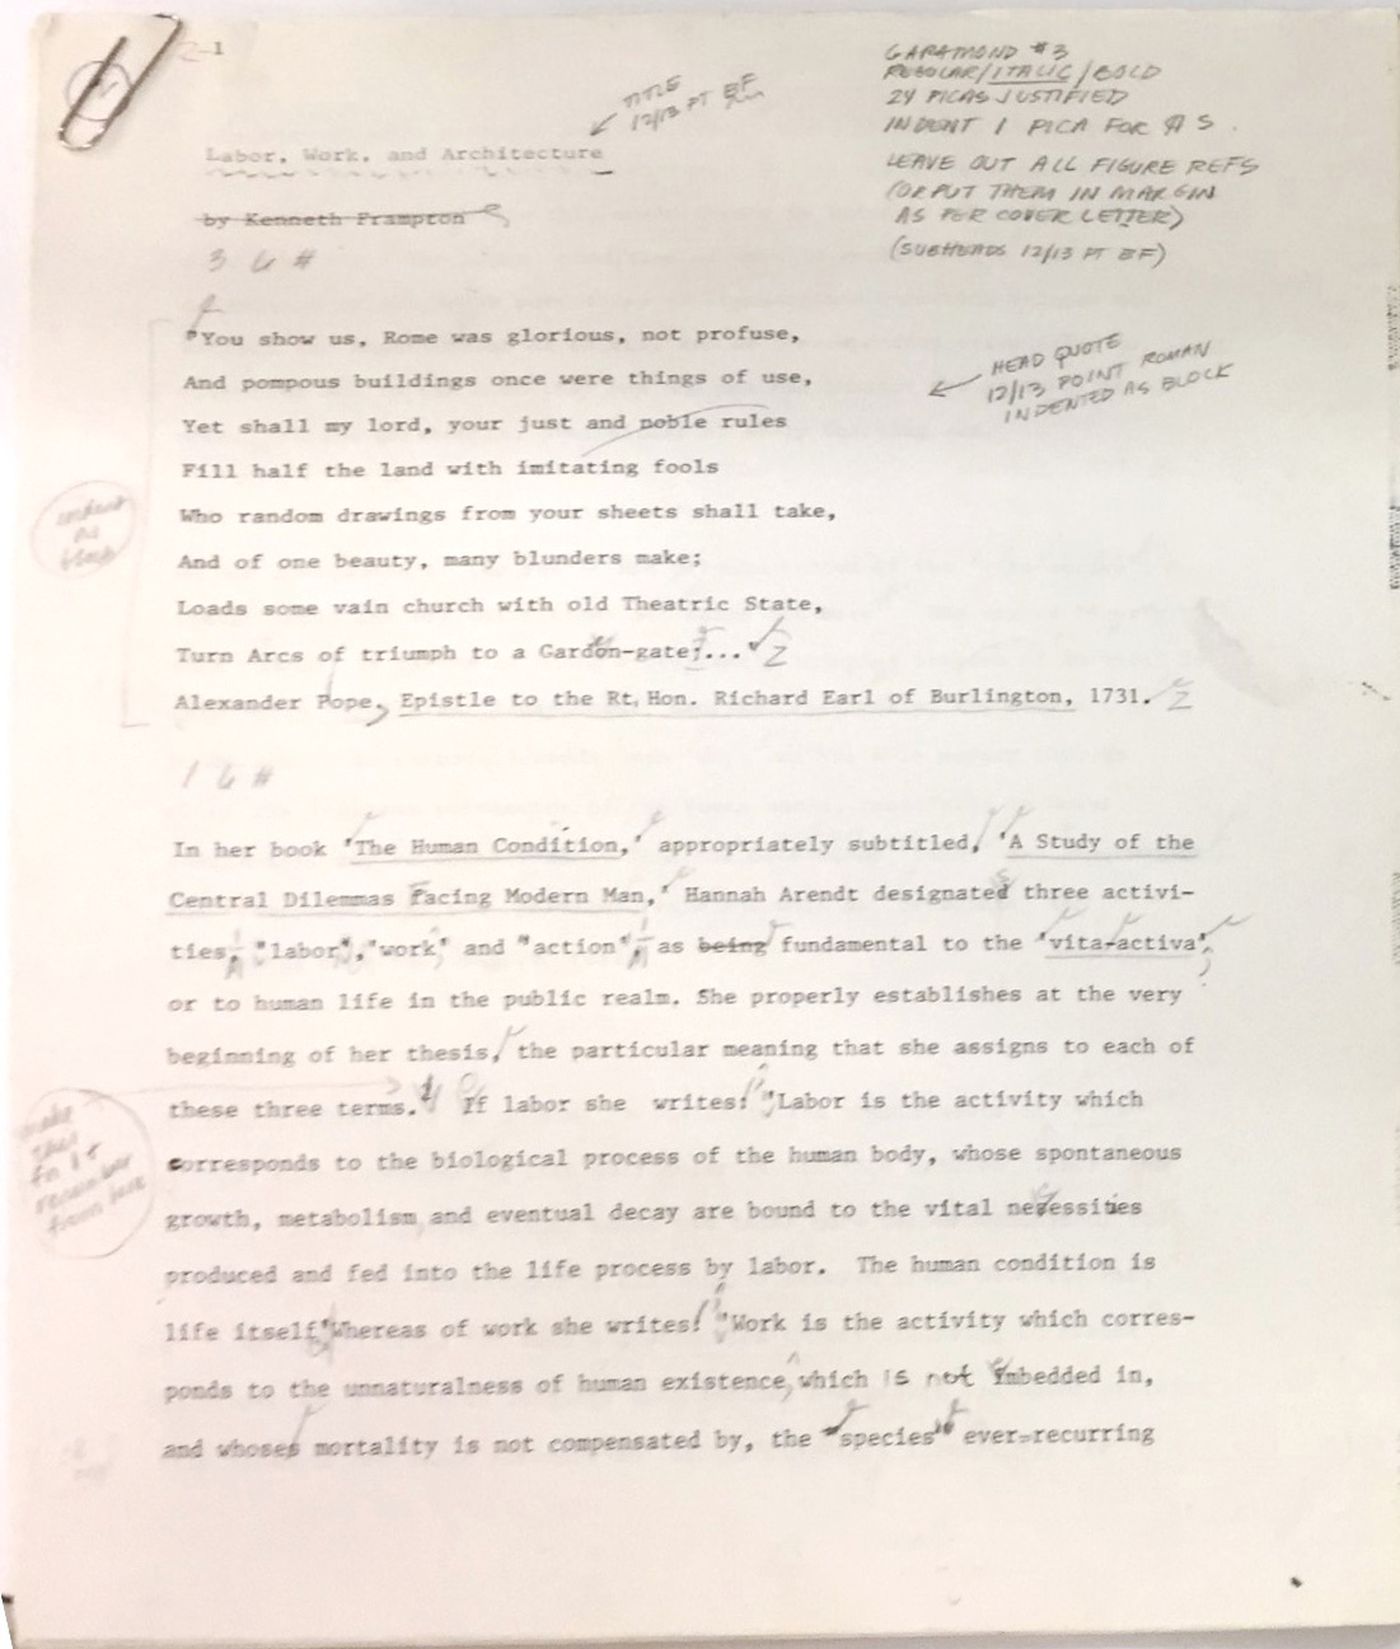 2-1
GARAMOND #3
REGULAR/ITALIC/BOLD
24 PICAS JUSTIFIED
INDENT 1 PICA FOR ¶S.
LEAVE OUT ALL FIGURE REFS
(OR PUT THEM IN MARGIN
AS PER COVER LETTER)
(SUBHEADS 12/13 PT BF)
TITLE
12/13 PT BF
Labor, Work, and Architecture
by Kenneth Frampton
3 #
HEAD QUOTE
12/13 POINT ROMAN
INDENTED AS BLOCK
"You show us, Rome was glorious, not profuse,
And pompous buildings once were things of use,
Yet shall my lord, your just and noble rules
Fill half the land with imitating fools
Who random drawings from your sheets shall take,
And of one beauty, many blunders make;
Loads some vain church with old Theatric State,
Turn Arcs of triumph to a Garden-gate;..."
Alexander Pope, Epistle to the Rt. Hon. Richard Earl of Burlington, 1731.
indent
as
block
1 #
In her book 'The Human Condition,' appropriately subtitled, 'A Study of the
Central Dilemmas Facing Modern Man,' Hannah Arendt designates three activi-
ties, "labor", "work" and "action", as being fundamental to the 'vita-activa',
or to human life in the public realm. She properly establishes at the very
beginning of her thesis, the particular meaning that she assigns to each of
these three terms.1 If labor she writes: "Labor is the activity which
corresponds to the biological process of the human body, whose spontaneous
growth, metabolism and eventual decay are bound to the vital necessities
produced and fed into the life process by labor. The human condition is
life itself" Whereas of work she writes: "Work is the activity which corres-
ponds to the unnaturalness of human existence, which is not imbedded in,
and whoses mortality is not compensated by, the "species'" ever-recurring
make
this
fn 1 &
renumber
from here